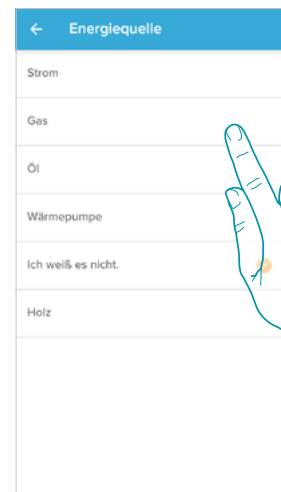 Energiequelle
Strom
Gas
Öl
Wärmepumpe
Ich weiß es nicht.
Holz